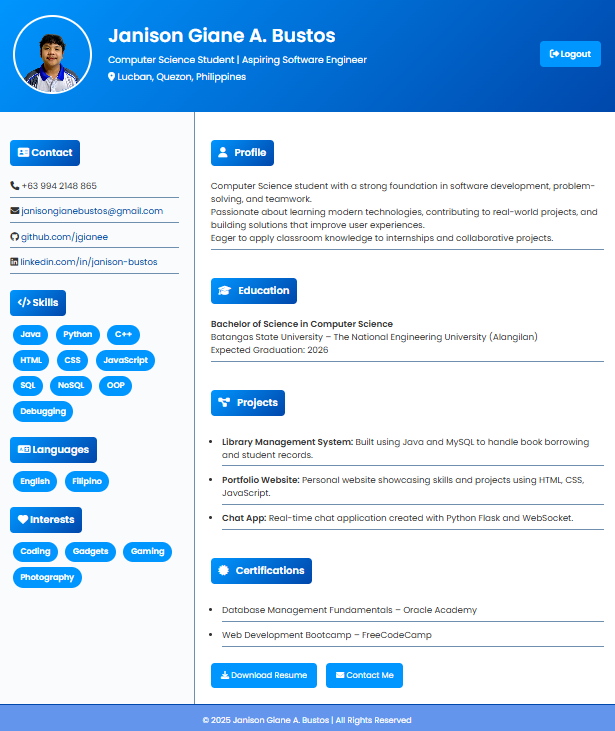 Janison Giane A. Bustos
Computer Science Student | Aspiring Software Engineer
Lucban, Quezon, Philippines
Logout
Contact
+63 994 2148 865
janisongianebustos@gmail.com
github.com/jgianee
linkedin.com/in/janison-bustos
Skills
Java Python C++
HTML CSS JavaScript
SQL NoSQL OOP
Debugging
Languages
English Filipino
Interests
Coding Gadgets Gaming
Photography
Profile
Computer Science student with a strong foundation in software development, problem-
solving, and teamwork.
Passionate about learning modern technologies, contributing to real-world projects, and
building solutions that improve user experiences.
Eager to apply classroom knowledge to internships and collaborative projects.
Education
Bachelor of Science in Computer Science
Batangas State University – The National Engineering University (Alangilan)
Expected Graduation: 2026
Projects
• Library Management System: Built using Java and MySQL to handle book borrowing
and student records.
• Portfolio Website: Personal website showcasing skills and projects using HTML, CSS,
JavaScript.
• Chat App: Real-time chat application created with Python Flask and WebSocket.
Certifications
• Database Management Fundamentals – Oracle Academy
• Web Development Bootcamp – FreeCodeCamp
Download Resume Contact Me
© 2025 Janison Giane A. Bustos | All Rights Reserved